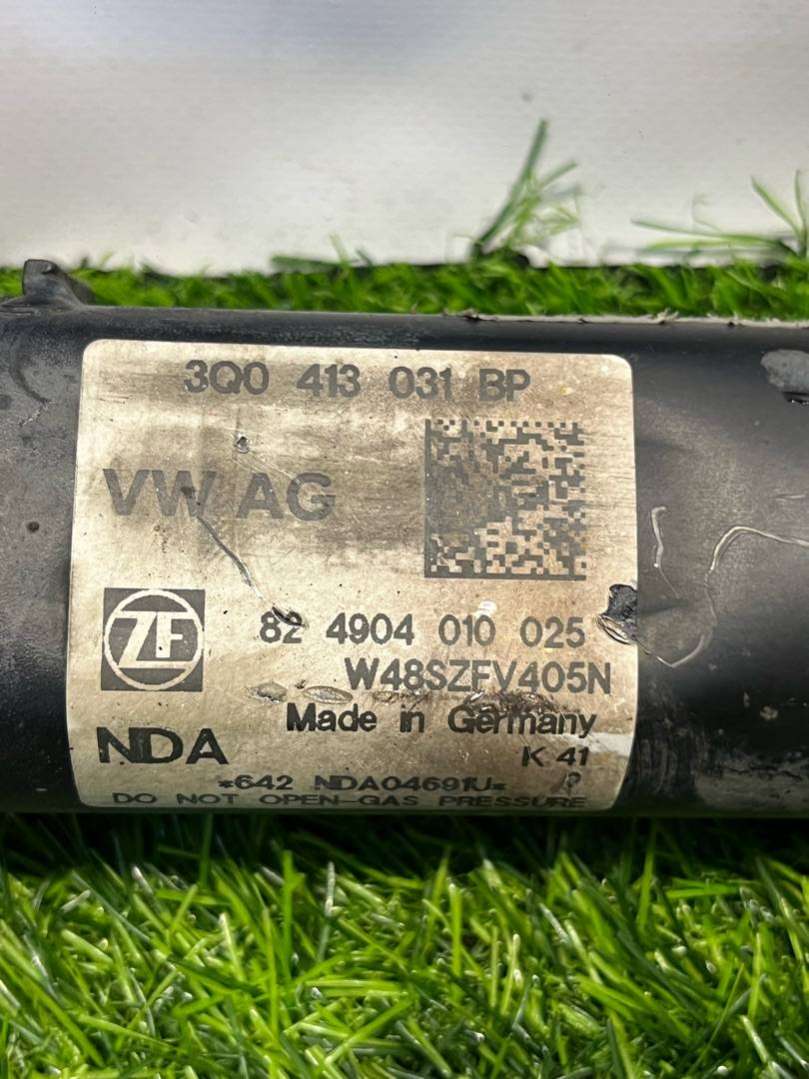 3Q0 413 031 BP
VW AG
ZF
82 4904 010 025
W48SZFV405N
Made in Germany
NDA
K 41
*642 NDA04691U*
DO NOT OPEN-GAS PRESSURE